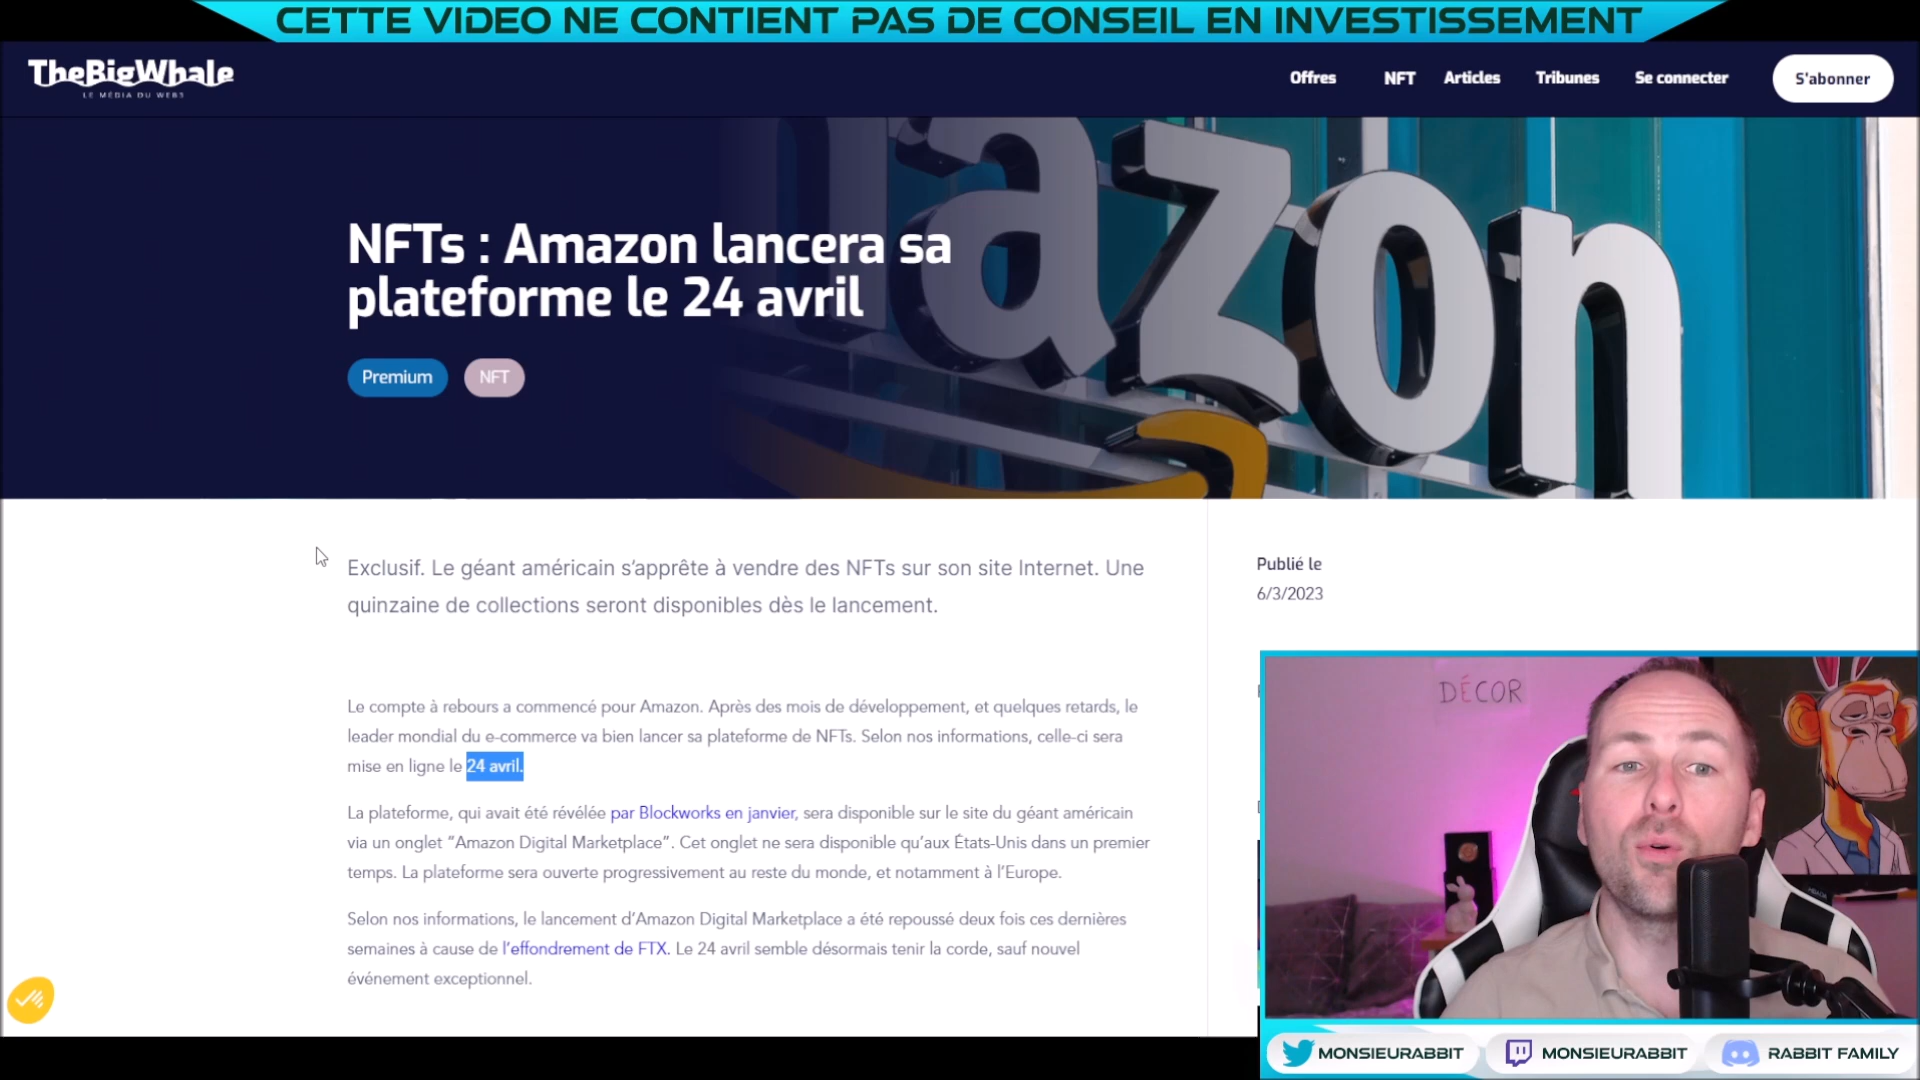 CETTE VIDEO NE CONTIENT PAS DE CONSEIL EN INVESTISSEMENT
TheBigWhale
LE MÉDIA DU WEB3
Offres
NFT
Articles
Tribunes
Se connecter
S'abonner
azon
NFTs : Amazon lancera sa
plateforme le 24 avril
Premium
NFT
Exclusif. Le géant américain s’apprête à vendre des NFTs sur son site Internet. Une
quinzaine de collections seront disponibles dès le lancement.
Publié le
6/3/2023
Le compte à rebours a commencé pour Amazon. Après des mois de développement, et quelques retards, le
leader mondial du e-commerce va bien lancer sa plateforme de NFTs. Selon nos informations, celle-ci sera
mise en ligne le 24 avril.
La plateforme, qui avait été révélée par Blockworks en janvier, sera disponible sur le site du géant américain
via un onglet “Amazon Digital Marketplace”. Cet onglet ne sera disponible qu’aux États-Unis dans un premier
temps. La plateforme sera ouverte progressivement au reste du monde, et notamment à l’Europe.
Selon nos informations, le lancement d’Amazon Digital Marketplace a été repoussé deux fois ces dernières
semaines à cause de l’effondrement de FTX. Le 24 avril semble désormais tenir la corde, sauf nouvel
événement exceptionnel.
DÉCOR
MONSIEURABBIT
MONSIEURABBIT
RABBIT FAMILY